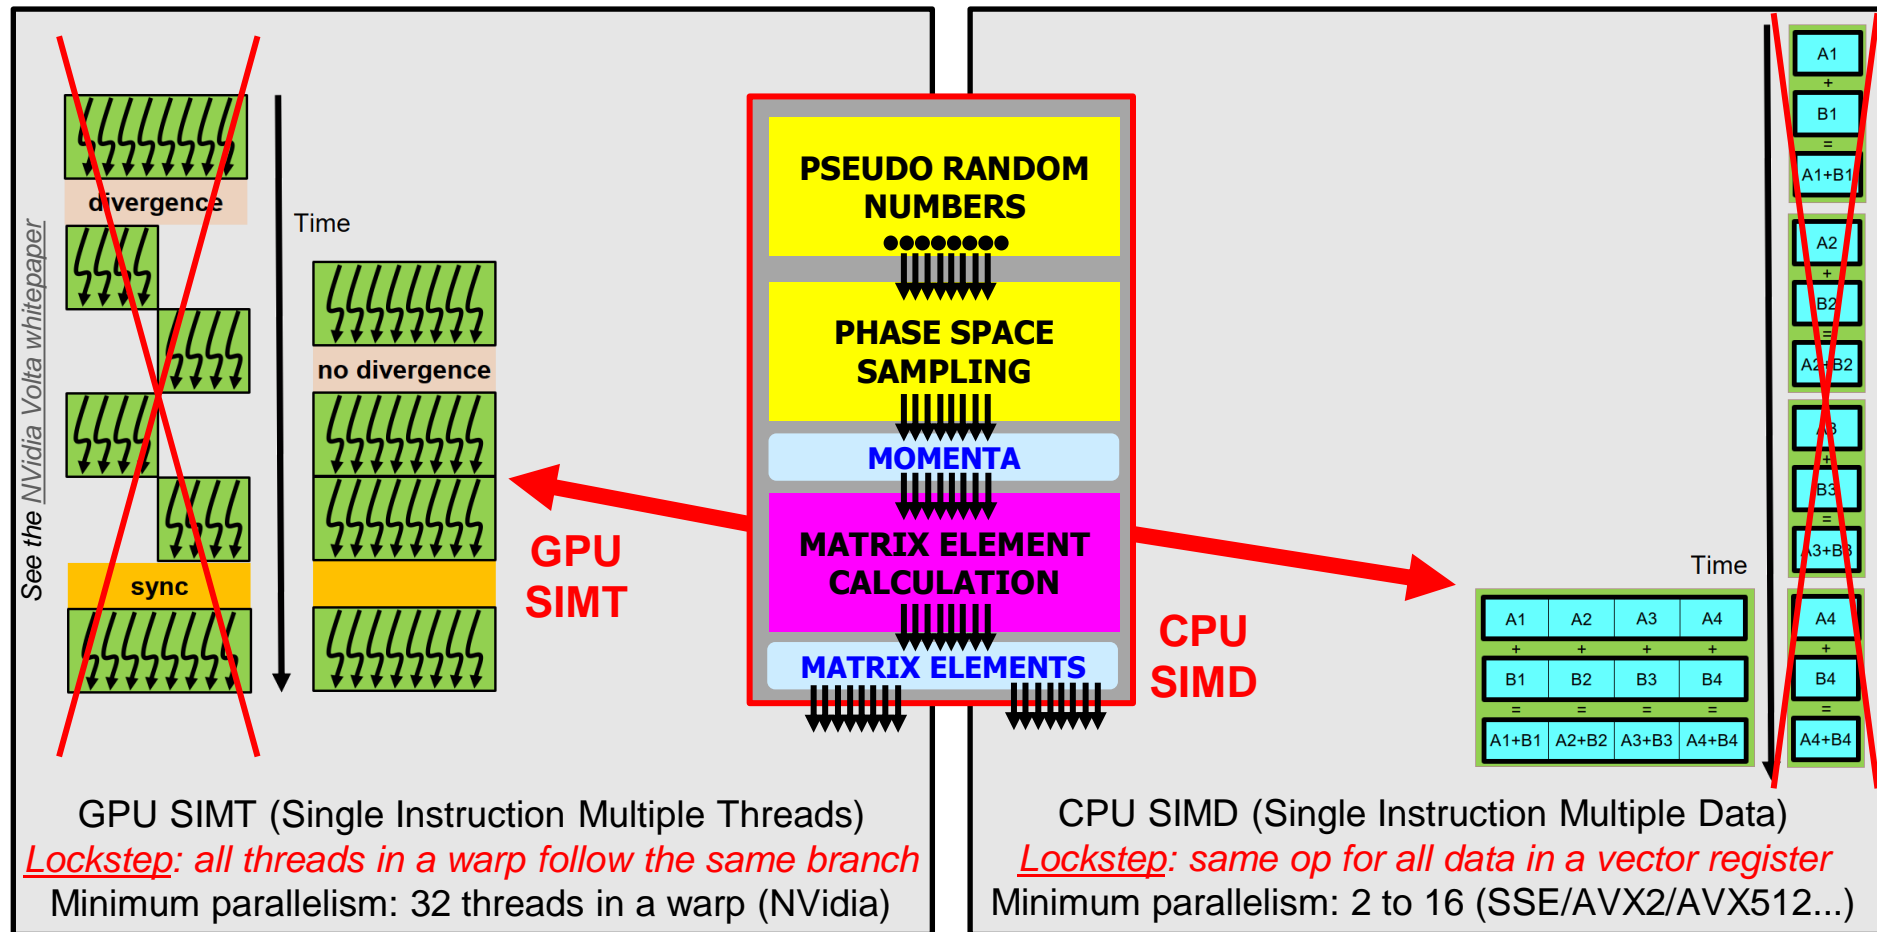 See the NVidia Volta whitepaper
divergence
sync
Time
no divergence
GPU
SIMT
PSEUDO RANDOM
NUMBERS
PHASE SPACE
SAMPLING
MOMENTA
MATRIX ELEMENT
CALCULATION
MATRIX ELEMENTS
CPU
SIMD
Time
A1 A2 A3 A4
+ + + +
B1 B2 B3 B4
= = = =
A1+B1 A2+B2 A3+B3 A4+B4
A1
+
B1
=
A1+B1
A2
+
B2
=
A2+B2
A3
+
B3
=
A3+B3
A4
+
B4
=
A4+B4
GPU SIMT (Single Instruction Multiple Threads)
Lockstep: all threads in a warp follow the same branch
Minimum parallelism: 32 threads in a warp (NVidia)
CPU SIMD (Single Instruction Multiple Data)
Lockstep: same op for all data in a vector register
Minimum parallelism: 2 to 16 (SSE/AVX2/AVX512...)